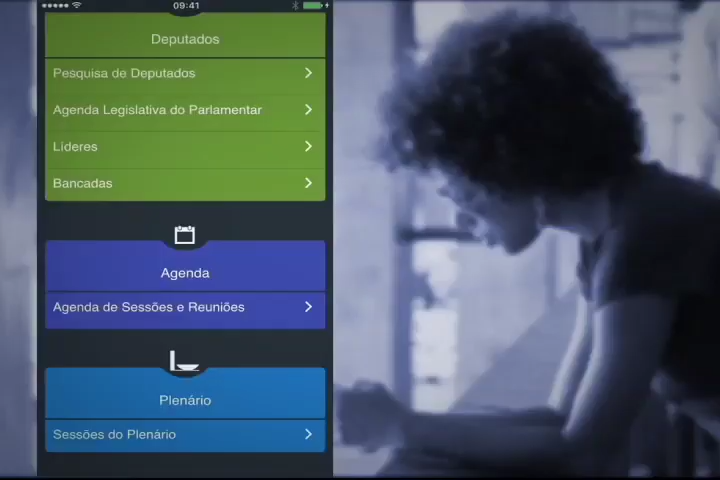 09:41
Deputados
Pesquisa de Deputados
Agenda Legislativa do Parlamentar
Líderes
Bancadas
Agenda
Agenda de Sessões e Reuniões
Plenário
Sessões do Plenário